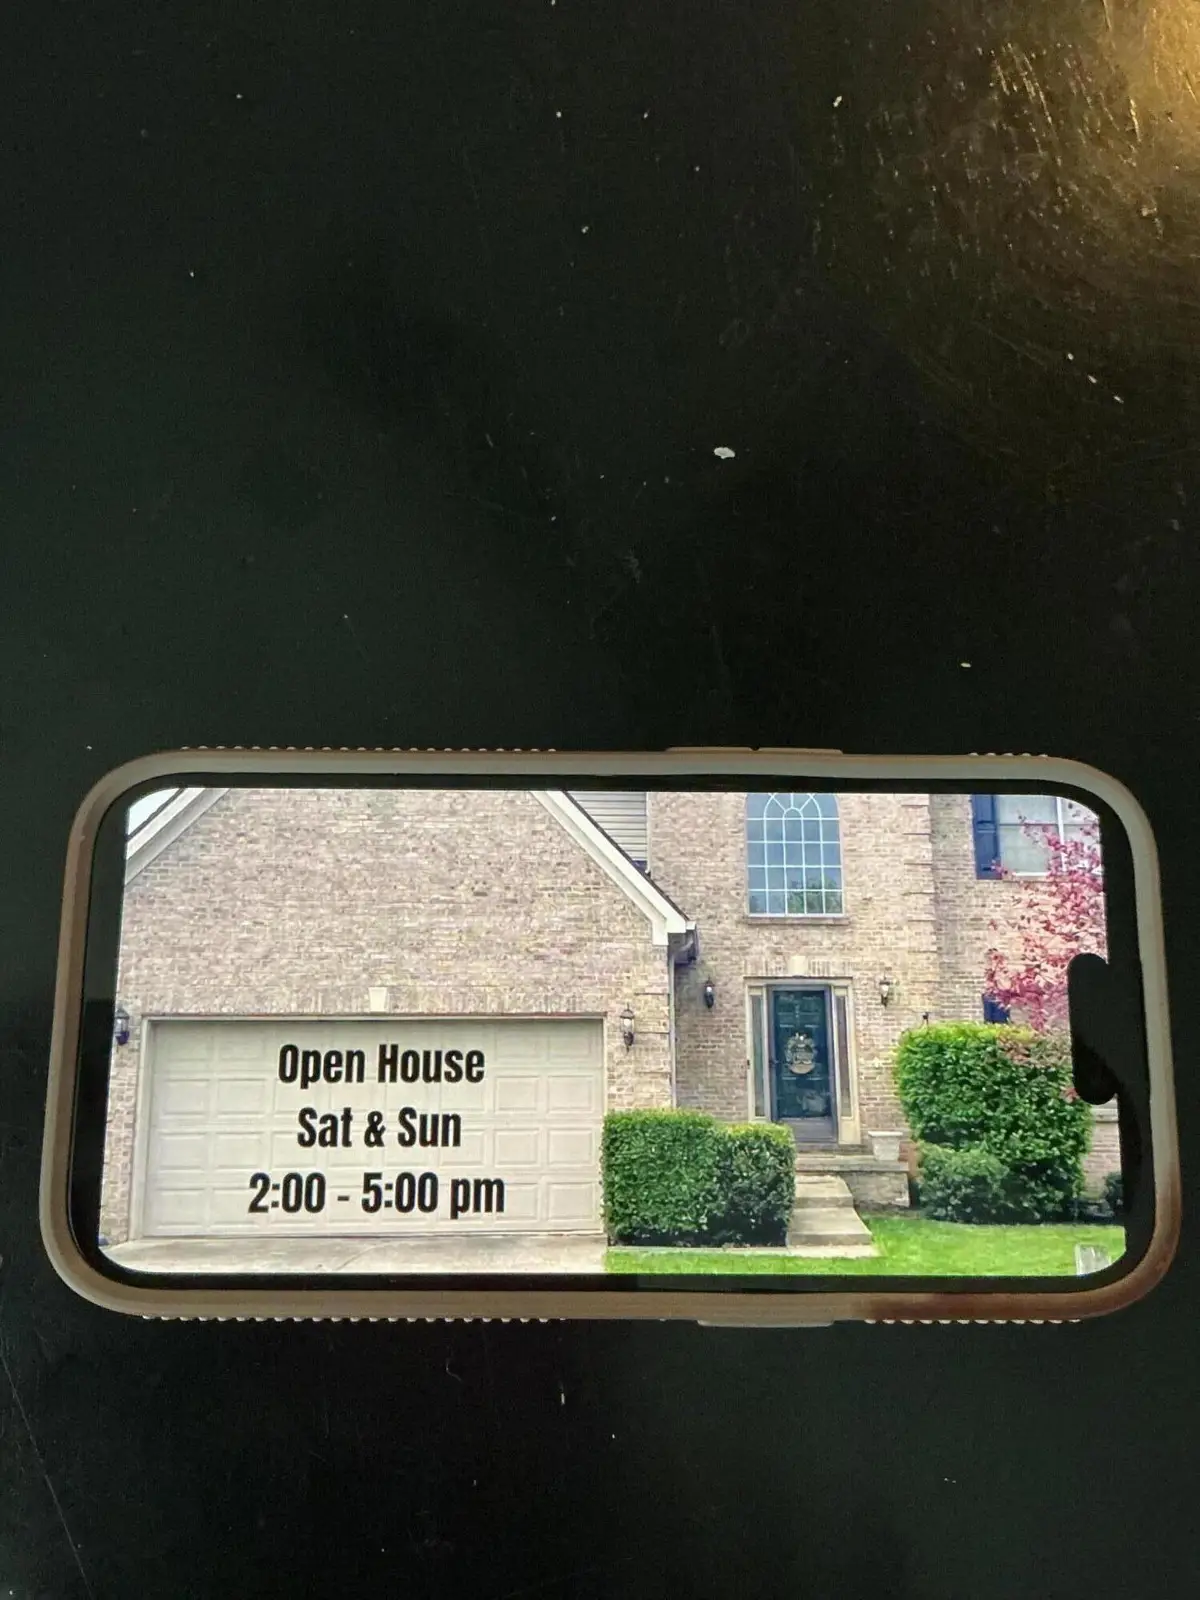 Open House
Sat & Sun
2:00 - 5:00 pm